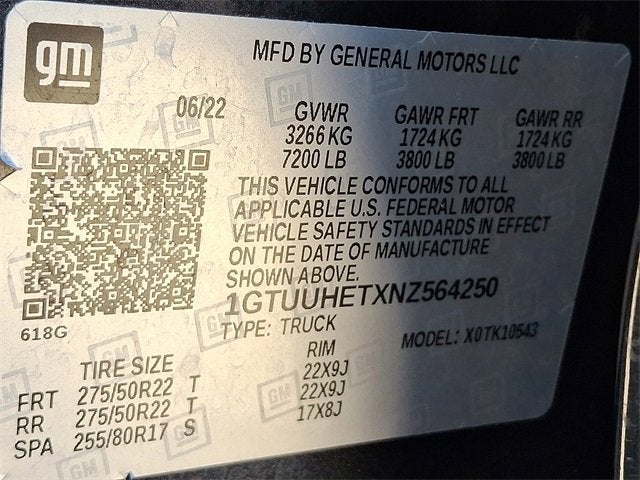 gm
MFD BY GENERAL MOTORS LLC
06/22 GVWR GAWR FRT GAWR RR
3266 KG 1724 KG 1724 KG
7200 LB 3800 LB 3800 LB
THIS VEHICLE CONFORMS TO ALL
APPLICABLE U.S. FEDERAL MOTOR
VEHICLE SAFETY STANDARDS IN EFFECT
ON THE DATE OF MANUFACTURE
SHOWN ABOVE.
1GTUUHETXNZ564250
618G TYPE: TRUCK MODEL: X0TK10543
TIRE SIZE RIM
FRT 275/50R22 T 22X9J
RR 275/50R22 T 22X9J
SPA 255/80R17 S 17X8J